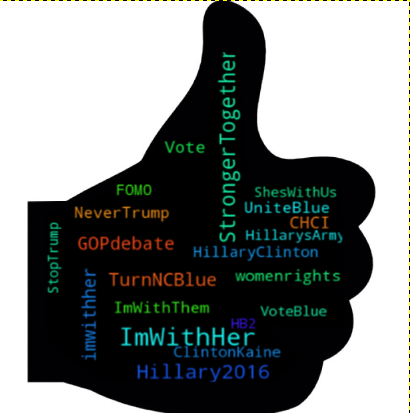 StrongerTogether
Vote
FOMO
ShesWithUs
NeverTrump
UniteBlue
CHCI
StopTrump
GOPdebate
HillarysArmy
HillaryClinton
imwithher
TurnNCBlue
womenrights
ImWithThem
VoteBlue
HB2
ImWithHer
ClintonKaine
Hillary2016